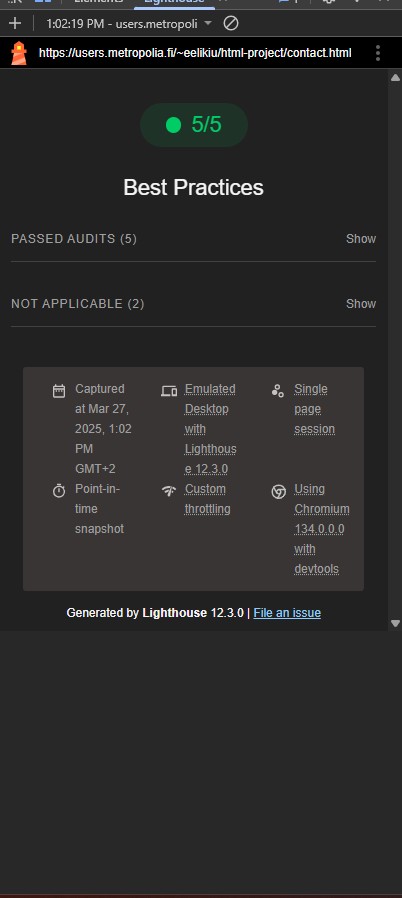 Elements
Lighthouse
1:02:19 PM - users.metropoli
https://users.metropolia.fi/~eelikiu/html-project/contact.html
5/5
Best Practices
PASSED AUDITS (5) Show
NOT APPLICABLE (2) Show
Captured
at Mar 27,
2025, 1:02
PM
GMT+2
Emulated
Desktop
with
Lighthous
e 12.3.0
Single
page
session
Point-in-
time
snapshot
Custom
throttling
Using
Chromium
134.0.0.0
with
devtools
Generated by Lighthouse 12.3.0 | File an issue